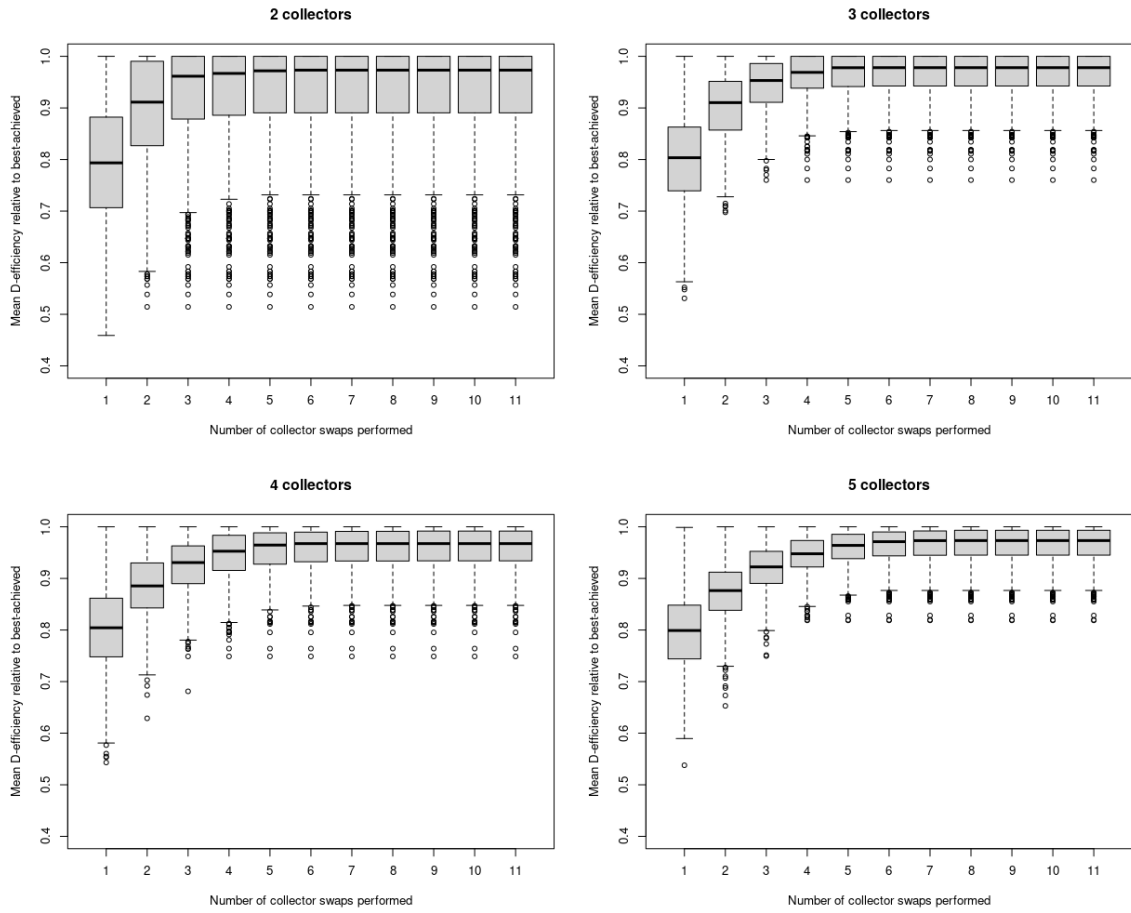 2 collectors
Mean D-efficiency relative to best-achieved
1.0
0.9
0.8
0.7
0.6
0.5
0.4
1 2 3 4 5 6 7 8 9 10 11
Number of collector swaps performed
3 collectors
Mean D-efficiency relative to best-achieved
1.0
0.9
0.8
0.7
0.6
0.5
0.4
1 2 3 4 5 6 7 8 9 10 11
Number of collector swaps performed
4 collectors
Mean D-efficiency relative to best-achieved
1.0
0.9
0.8
0.7
0.6
0.5
0.4
1 2 3 4 5 6 7 8 9 10 11
Number of collector swaps performed
5 collectors
Mean D-efficiency relative to best-achieved
1.0
0.9
0.8
0.7
0.6
0.5
0.4
1 2 3 4 5 6 7 8 9 10 11
Number of collector swaps performed